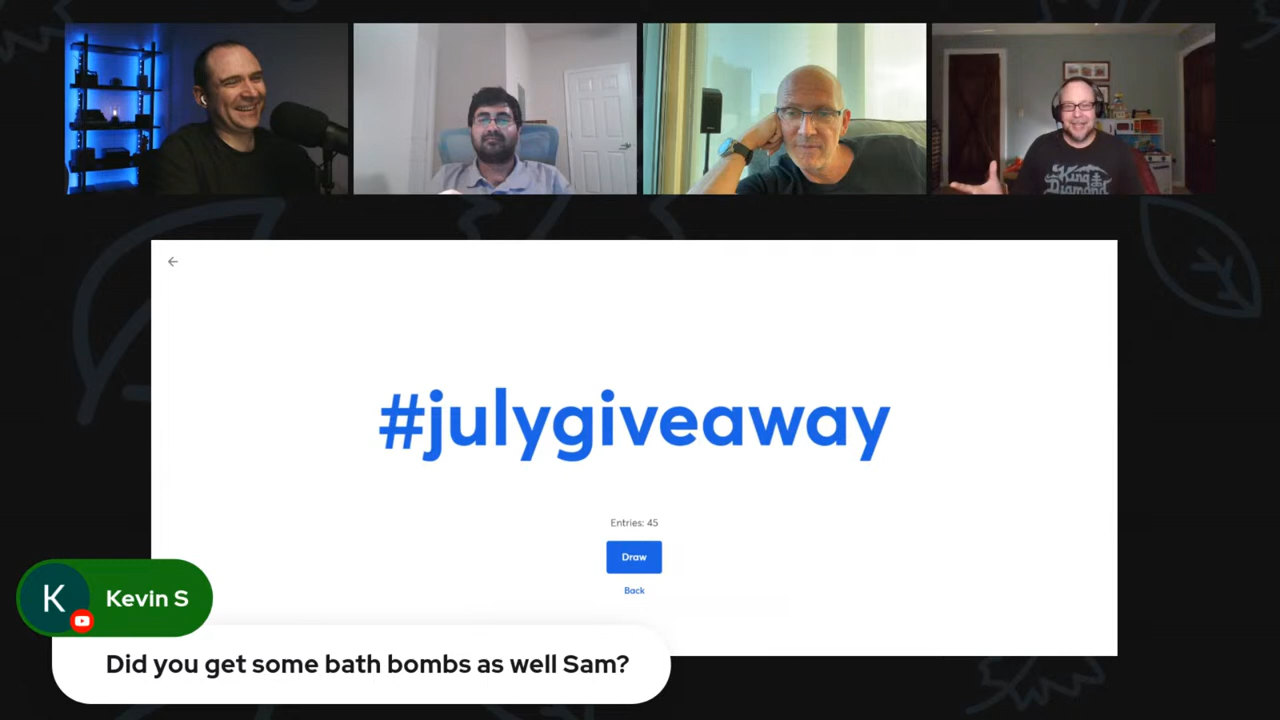 King
Diamond
#julygiveaway
Entries: 45
Draw
Back
K
Kevin S
Did you get some bath bombs as well Sam?